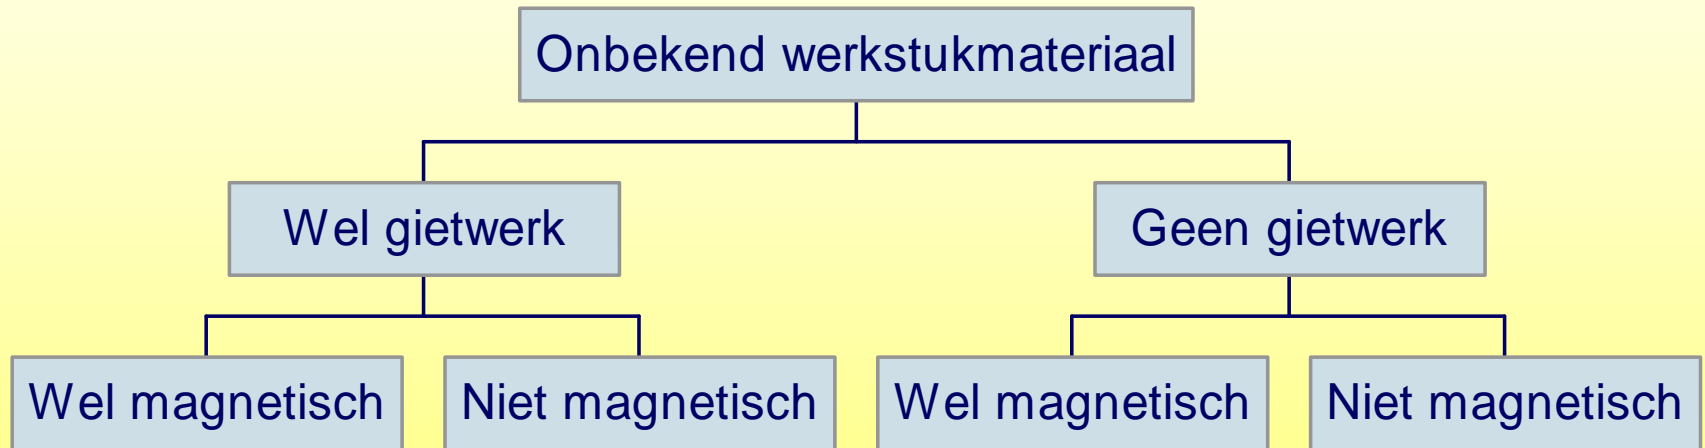 Onbekend werkstukmateriaal
Wel gietwerk
Geen gietwerk
Wel magnetisch
Niet magnetisch
Wel magnetisch
Niet magnetisch